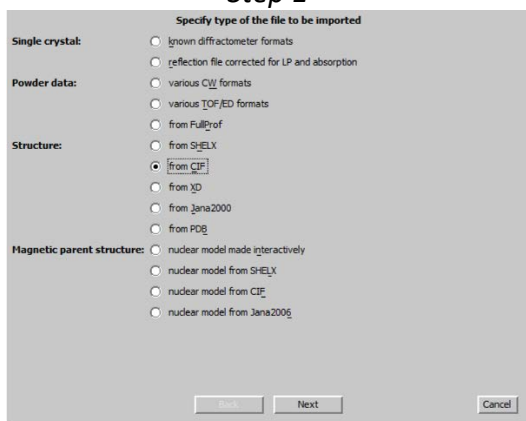 Step 1
Specify type of the file to be imported
Single crystal: known diffractometer formats
reflection file corrected for LP and absorption
Powder data: various CW formats
various TOF/ED formats
from FullProf
Structure: from SHELX
from CIF
from XD
from Jana2000
from PDB
Magnetic parent structure: nuclear model made interactively
nuclear model from SHELX
nuclear model from CIF
nuclear model from Jana2006
Back Next Cancel